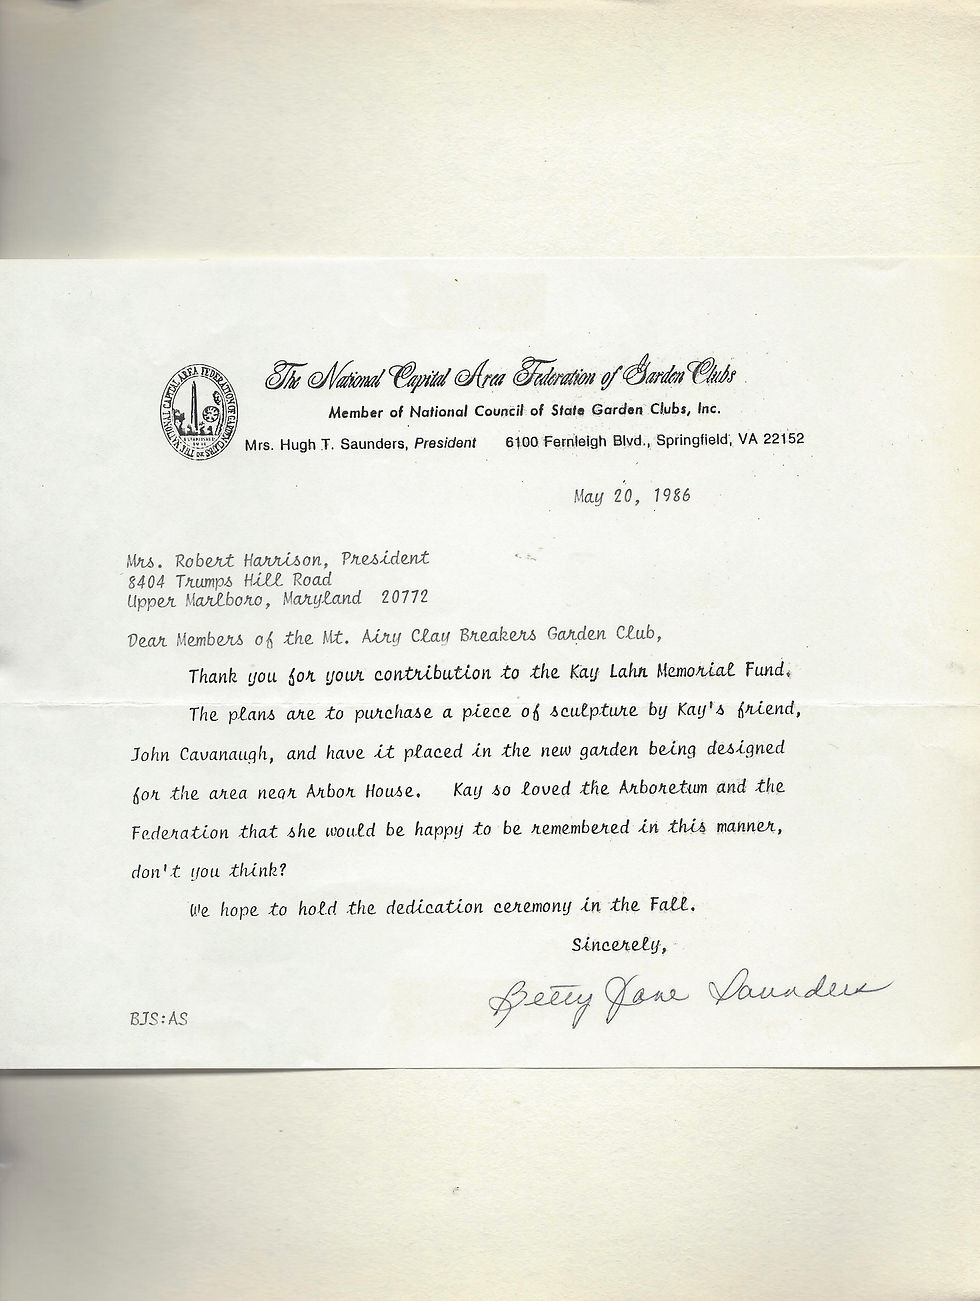 The National Capital Area Federation of Garden Clubs
Member of National Council of State Garden Clubs, Inc.
Mrs. Hugh T. Saunders, President 6100 Fernleigh Blvd., Springfield, VA 22152
May 20, 1986
Mrs. Robert Harrison, President
8404 Trumps Hill Road
Upper Marlboro, Maryland 20772
Dear Members of the Mt. Airy Clay Breakers Garden Club,
Thank you for your contribution to the Kay Lahr Memorial Fund.
The plans are to purchase a piece of sculpture by Kay's friend,
John Cavanaugh, and have it placed in the new garden being designed
for the area near Arbor House. Kay so loved the Arboretum and the
Federation that she would be happy to be remembered in this manner,
don't you think?
We hope to hold the dedication ceremony in the Fall.
Sincerely,
Betty Jane Saunders
BJS:AS